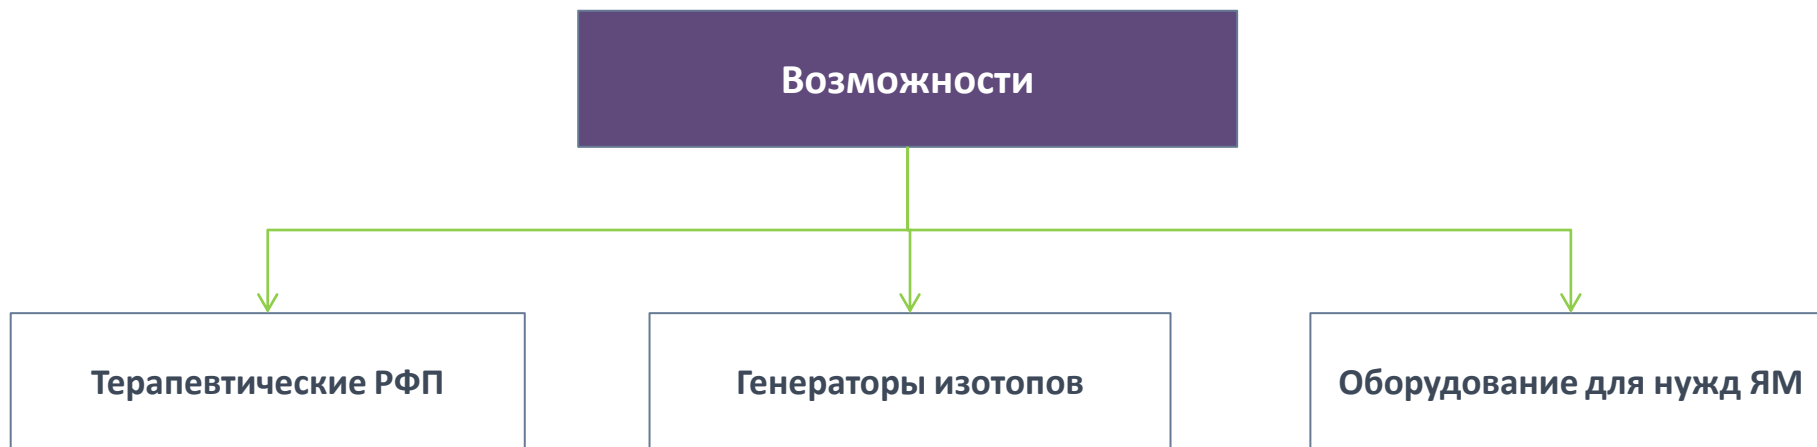 Возможности
Терапевтические РФП
Генераторы изотопов
Оборудование для нужд ЯМ